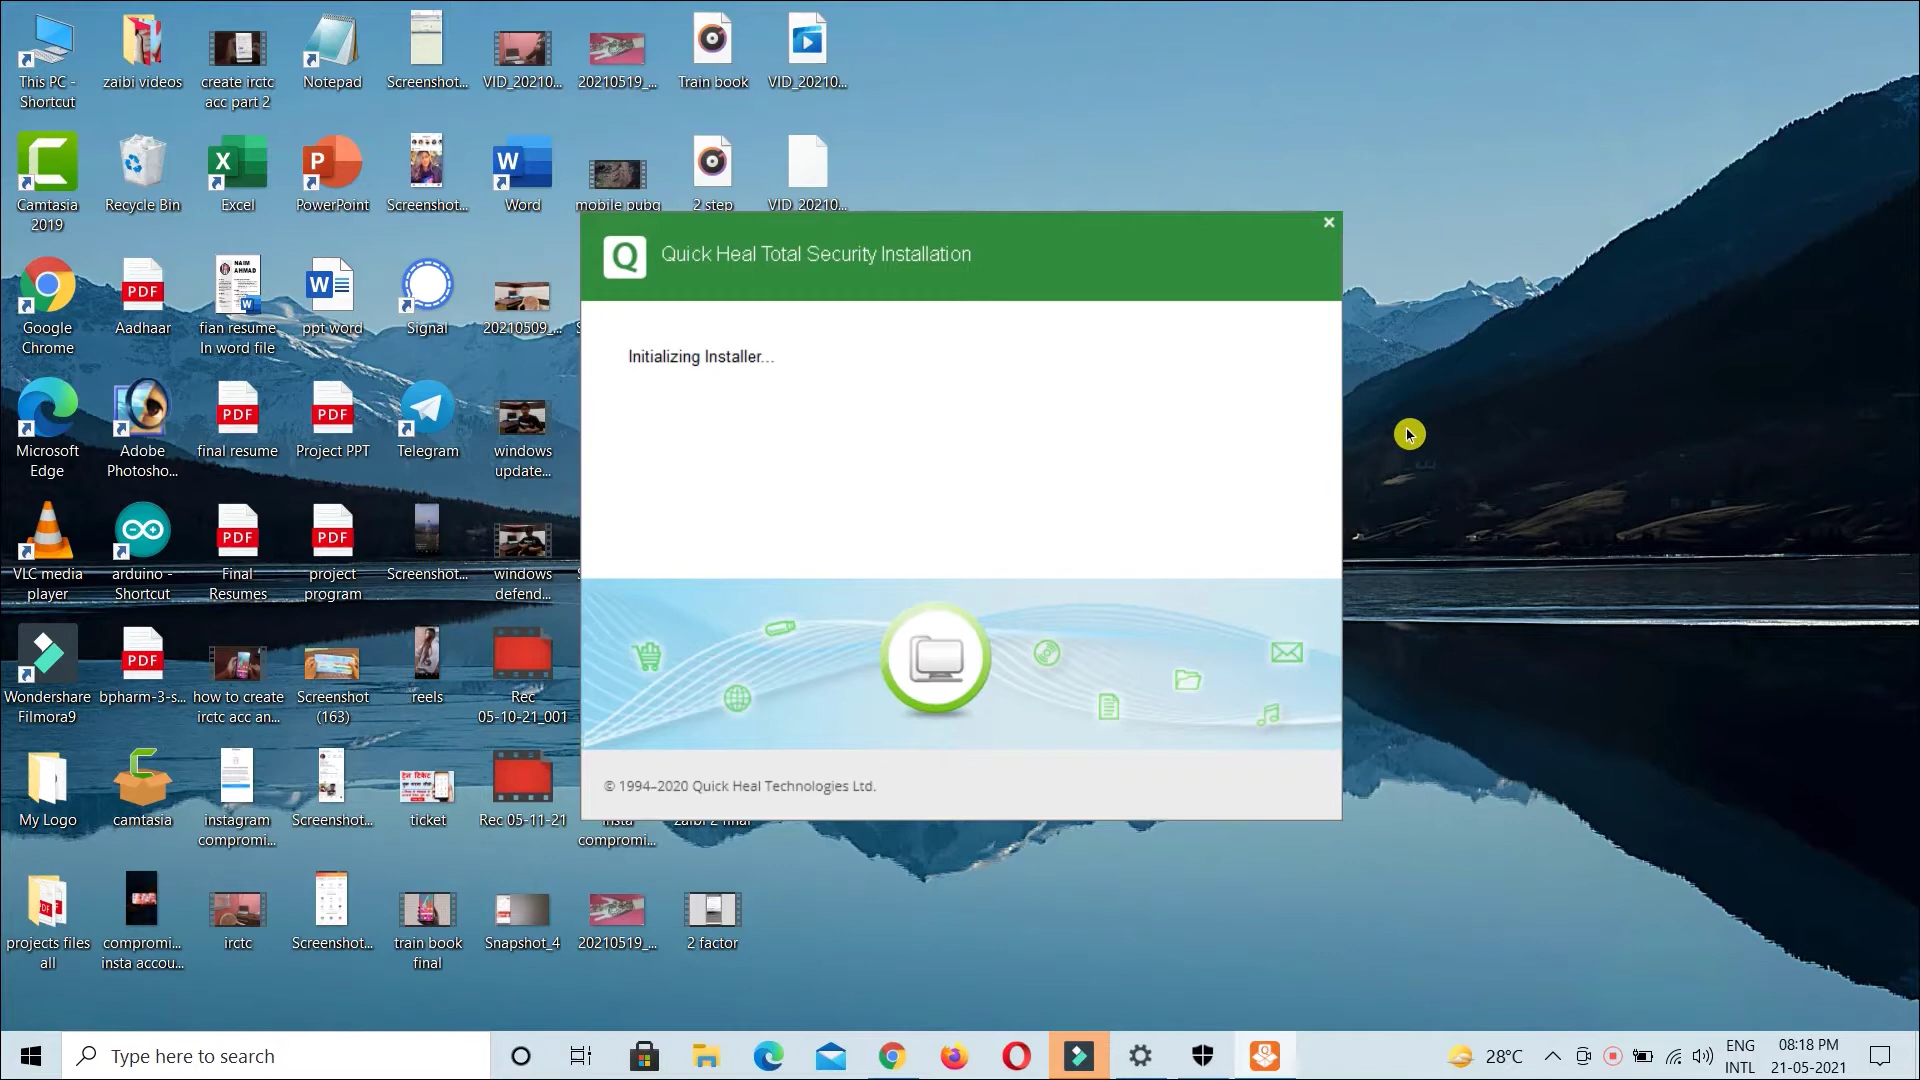 This PC -
Shortcut
zaibi videos
create irctc
acc part 2
Notepad
Screenshot...
VID_20210...
20210519_...
Train book
VID_20210...
Camtasia
2019
Recycle Bin
Excel
PowerPoint
Screenshot...
Word
mobile pubg
2 step
VID_20210...
Google
Chrome
Aadhaar
fian resume
In word file
ppt word
Signal
20210509_...
NAIM
AHMAD
Microsoft
Edge
Adobe
Photosho...
final resume
Project PPT
Telegram
windows
update...
VLC media
player
arduino -
Shortcut
Final
Resumes
project
program
Screenshot...
windows
defend...
Wondershare
Filmora9
bpharm-3-s...
how to create
irctc acc an...
Screenshot
(163)
reels
Rec
05-10-21_001
My Logo
camtasia
instagram
compromi...
Screenshot...
ticket
Rec 05-11-21
insta
compromi...
zaibi 2 final
projects files
all
compromi...
insta accou...
irctc
Screenshot...
train book
final
Snapshot_4
20210519_...
2 factor
Q
Quick Heal Total Security Installation
Initializing Installer...
© 1994–2020 Quick Heal Technologies Ltd.
Type here to search
28°C
ENG
INTL
08:18 PM
21-05-2021